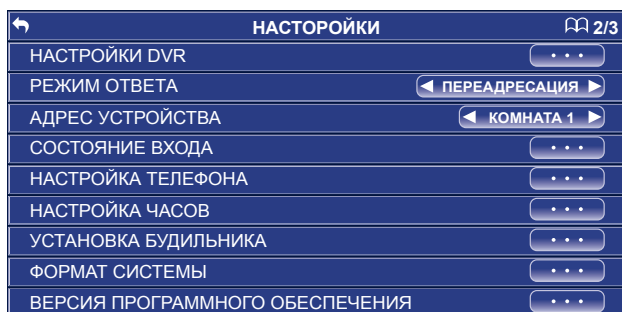 НАСТОРОЙКИ 2/3
НАСТРОЙКИ DVR
РЕЖИМ ОТВЕТА ПЕРЕАДРЕСАЦИЯ
АДРЕС УСТРОЙСТВА КОМНАТА 1
СОСТОЯНИЕ ВХОДА
НАСТРОЙКА ТЕЛЕФОНА
НАСТРОЙКА ЧАСОВ
УСТАНОВКА БУДИЛЬНИКА
ФОРМАТ СИСТЕМЫ
ВЕРСИЯ ПРОГРАММНОГО ОБЕСПЕЧЕНИЯ